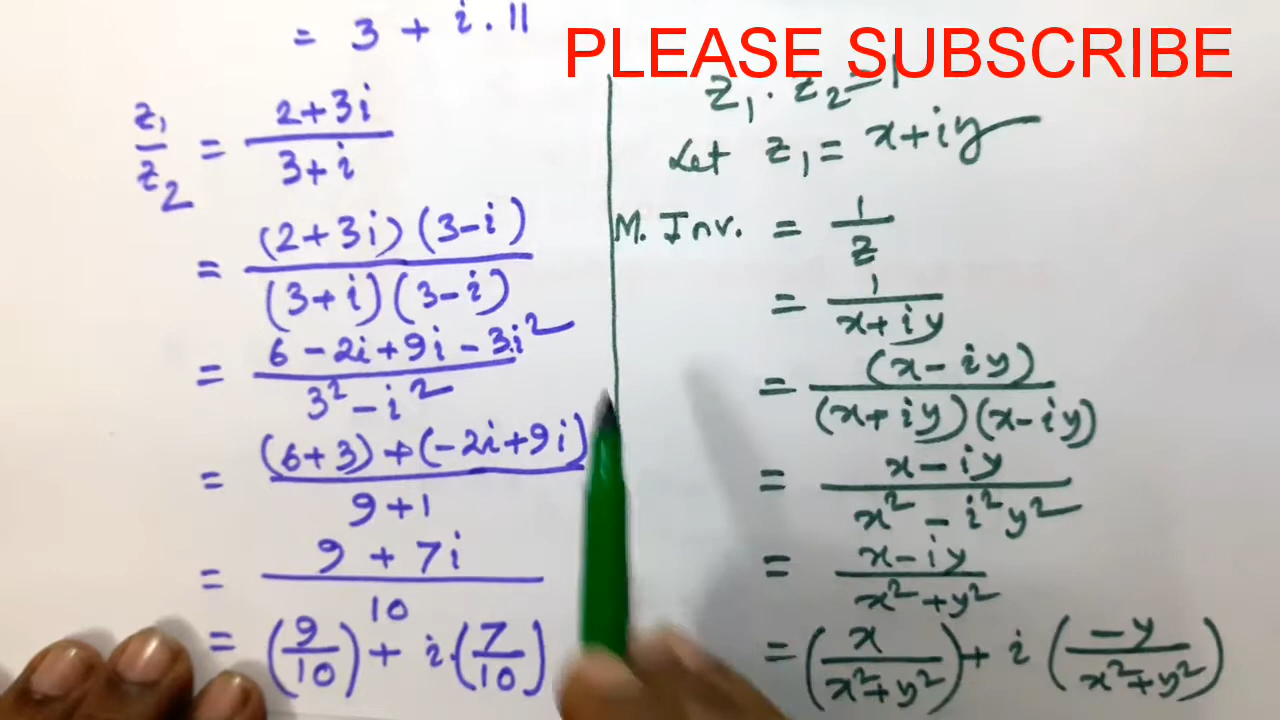 = 3 + i . 11
z₁/z₂ = (2+3i)/(3+i)
= (2+3i)(3-i)/(3+i)(3-i)
= (6-2i+9i-3i²)/(3²-i²)
= ((6+3)+(-2i+9i))/(9+1)
= (9+7i)/10
= (9/10) + i.(7/10)
PLEASE SUBSCRIBE
z₁ . z₂ = 1
Let z₁ = x+iy
M. Inv. = 1/z
= 1/(x+iy)
= (x-iy)/(x+iy)(x-iy)
= (x-iy)/(x²-i²y²)
= (x-iy)/(x²+y²)
= (x/(x²+y²)) + i (-y/(x²+y²))